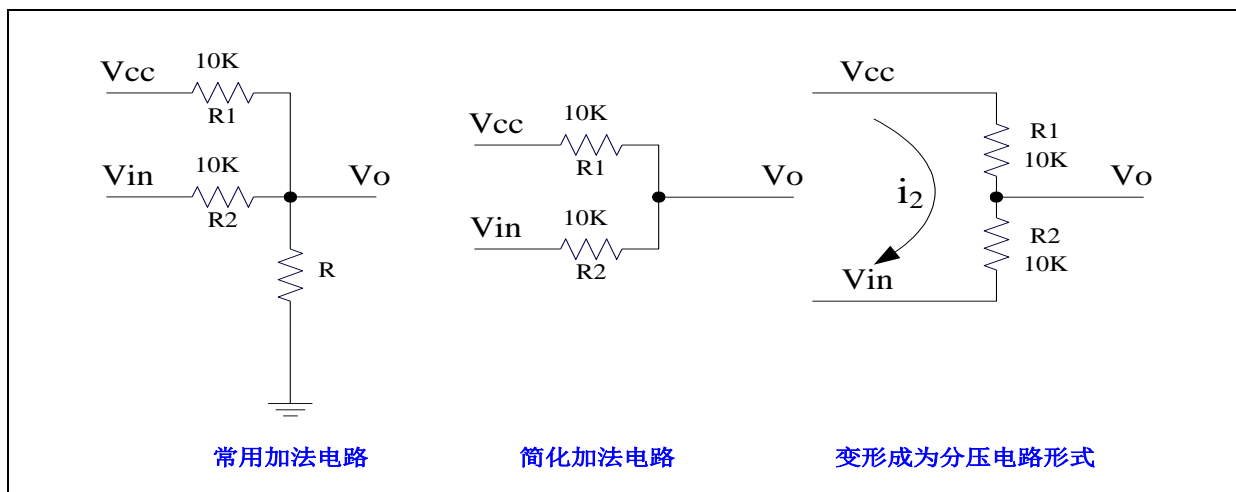 10K
Vcc
R1
10K
Vin
Vo
R2
R
常用加法电路
10K
Vcc
R1
Vo
10K
Vin
R2
简化加法电路
Vcc
R1
10K
Vo
i2
R2
10K
Vin
变形成为分压电路形式